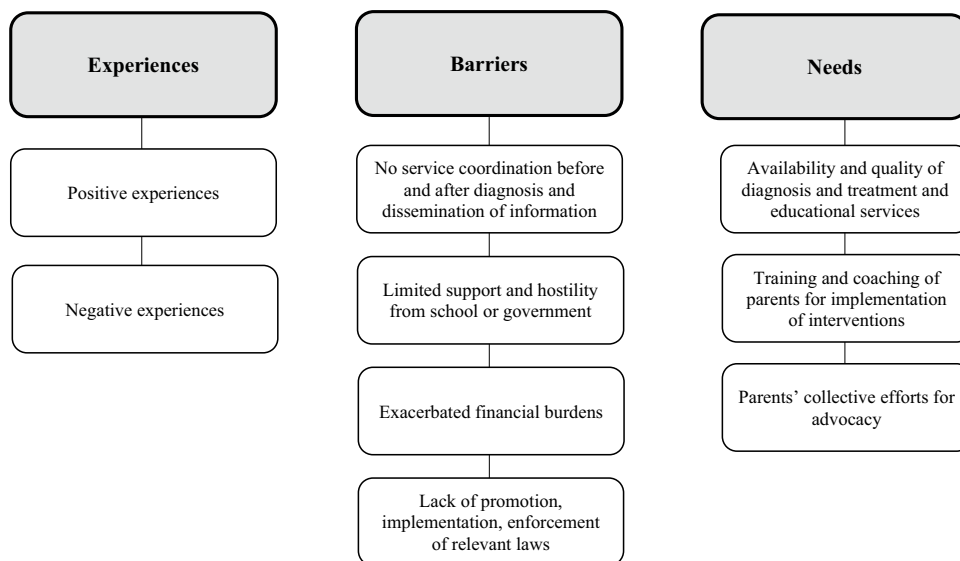 Experiences
Positive experiences
Negative experiences
Barriers
No service coordination before
and after diagnosis and
dissemination of information
Limited support and hostility
from school or government
Exacerbated financial burdens
Lack of promotion,
implementation, enforcement
of relevant laws
Needs
Availability and quality of
diagnosis and treatment and
educational services
Training and coaching of
parents for implementation
of interventions
Parents’ collective efforts for
advocacy